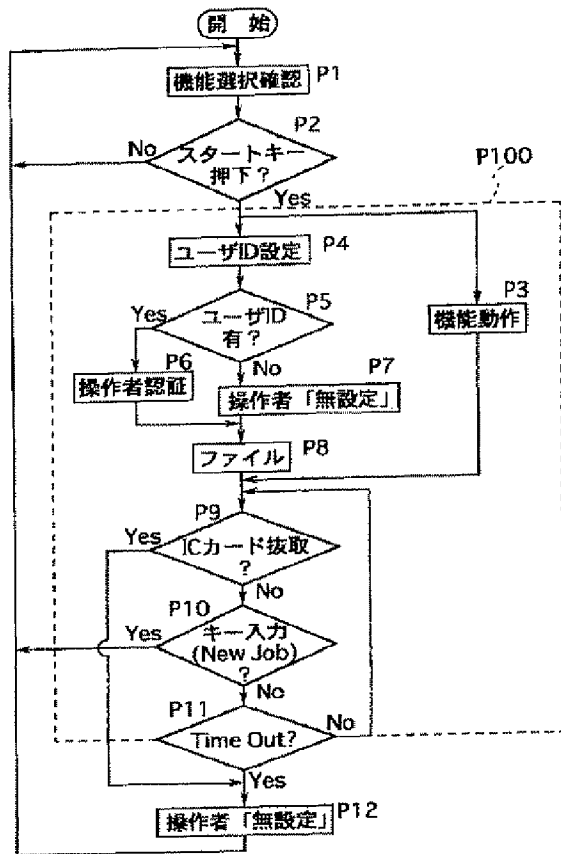 開 始
機能選択確認 P1
P2
No
スタートキー
押下?
Yes
P100
ユーザID設定 P4
P3
機能動作
P5
Yes
ユーザID
有?
P6
No
P7
操作者認証
操作者「無設定」
ファイル P8
P9
Yes
ICカード抜取
?
No
P10
Yes
キー入力
(New Job)
?
No
P11
No
Time Out?
Yes
操作者「無設定」 P12